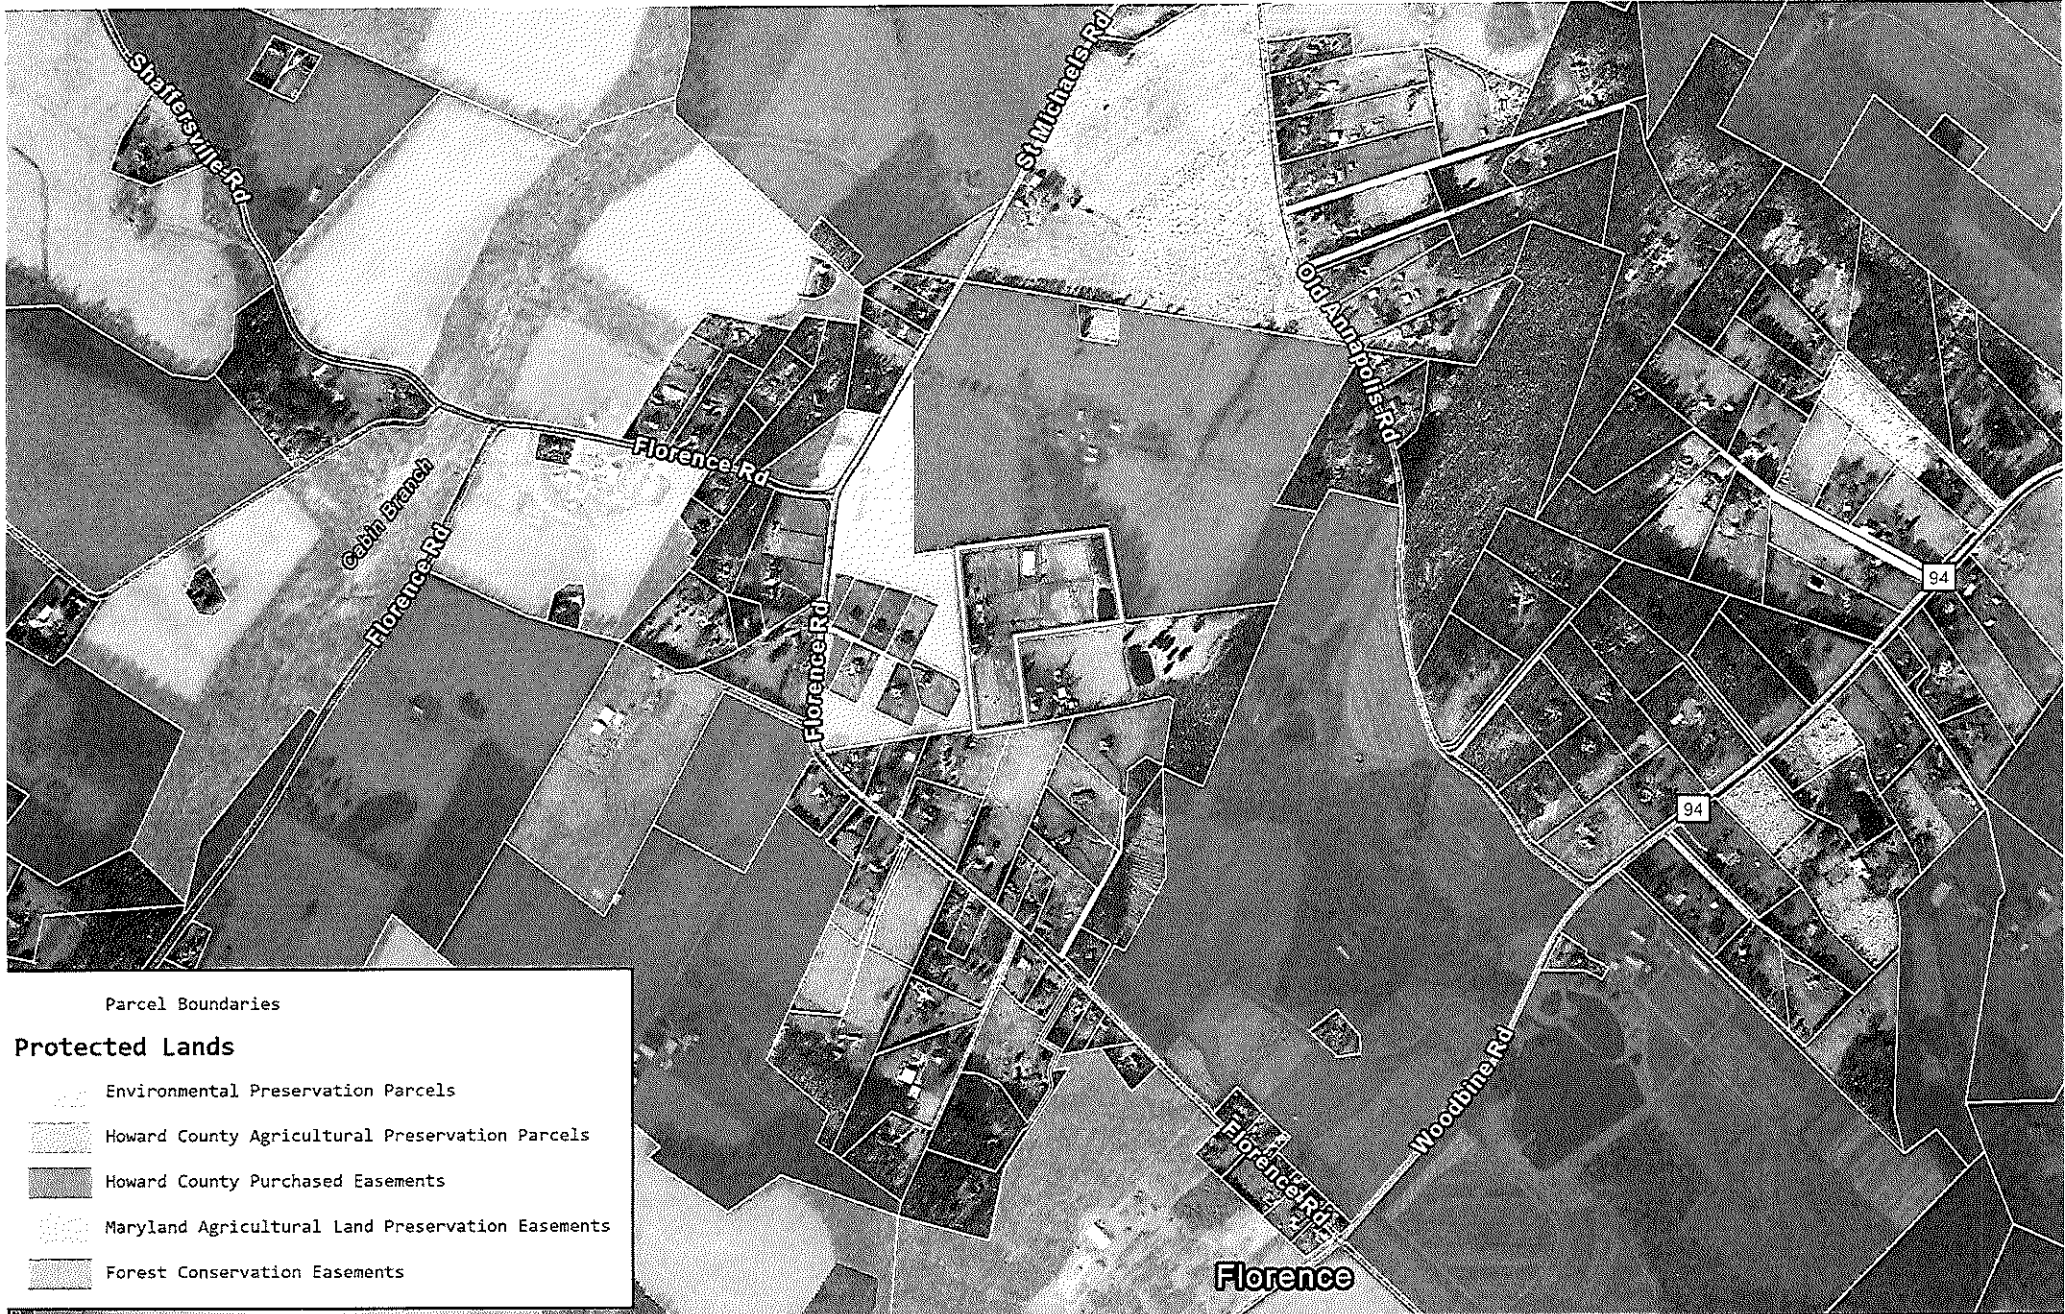 Shaffersville-Rd
St-Michaels-Rd
Old-Annapolis-Rd
Florence-Rd
Cabin Branch
Florence-Rd
Florence-Rd
Florence-Rd
94
94
Woodbine-Rd
Florence-Rd
Florence
Parcel Boundaries
Protected Lands
Environmental Preservation Parcels
Howard County Agricultural Preservation Parcels
Howard County Purchased Easements
Maryland Agricultural Land Preservation Easements
Forest Conservation Easements